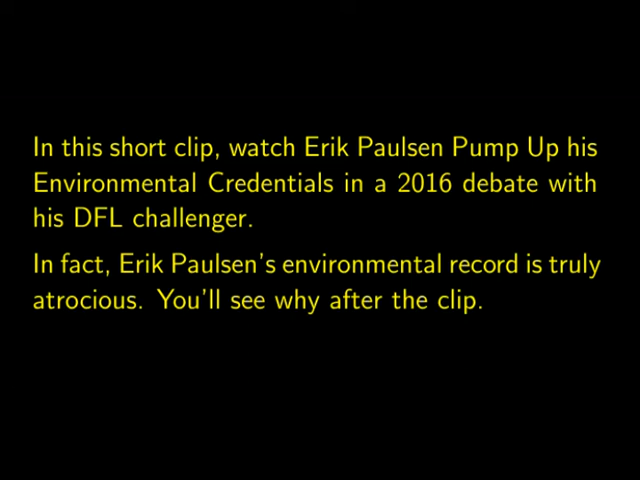 In this short clip, watch Erik Paulsen Pump Up his
Environmental Credentials in a 2016 debate with
his DFL challenger.
In fact, Erik Paulsen's environmental record is truly
atrocious. You'll see why after the clip.